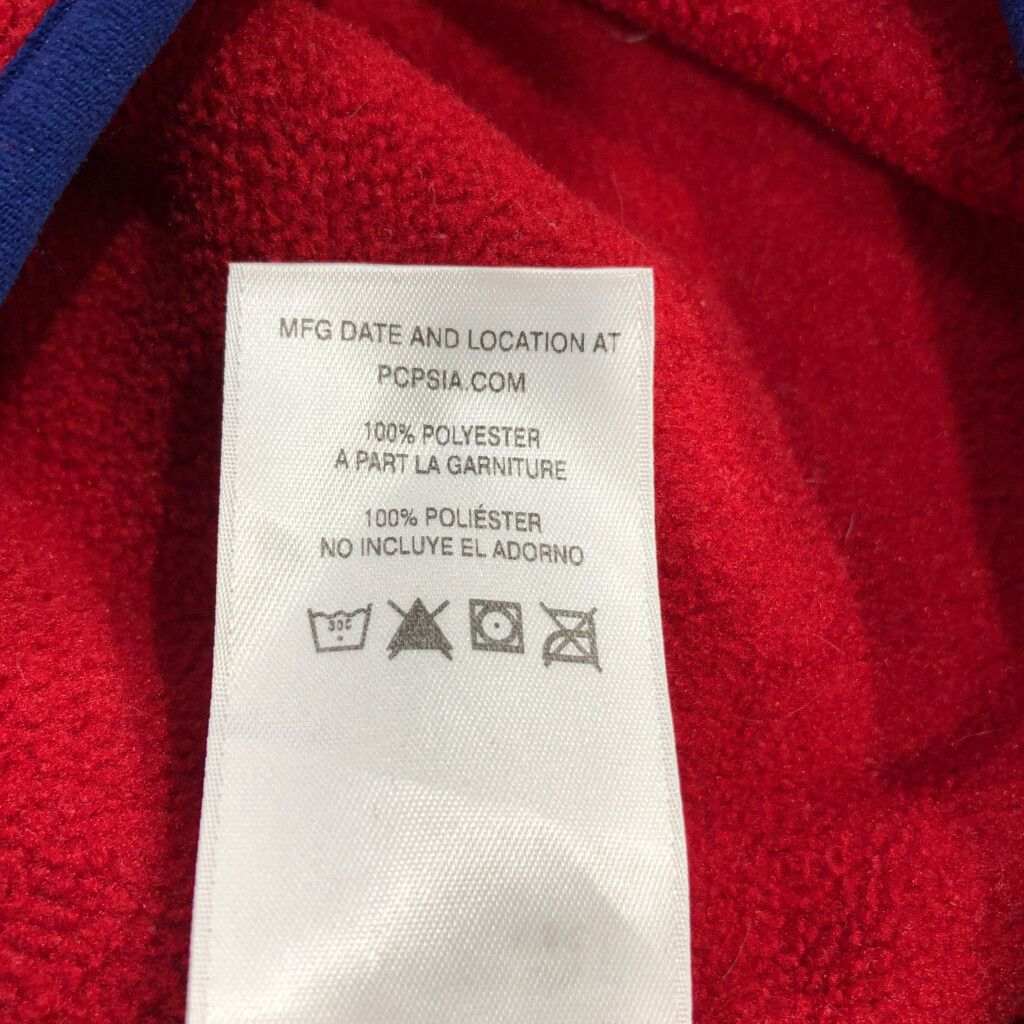 MFG DATE AND LOCATION AT
PCPSIA.COM
100% POLYESTER
A PART LA GARNITURE
100% POLIÉSTER
NO INCLUYE EL ADORNO